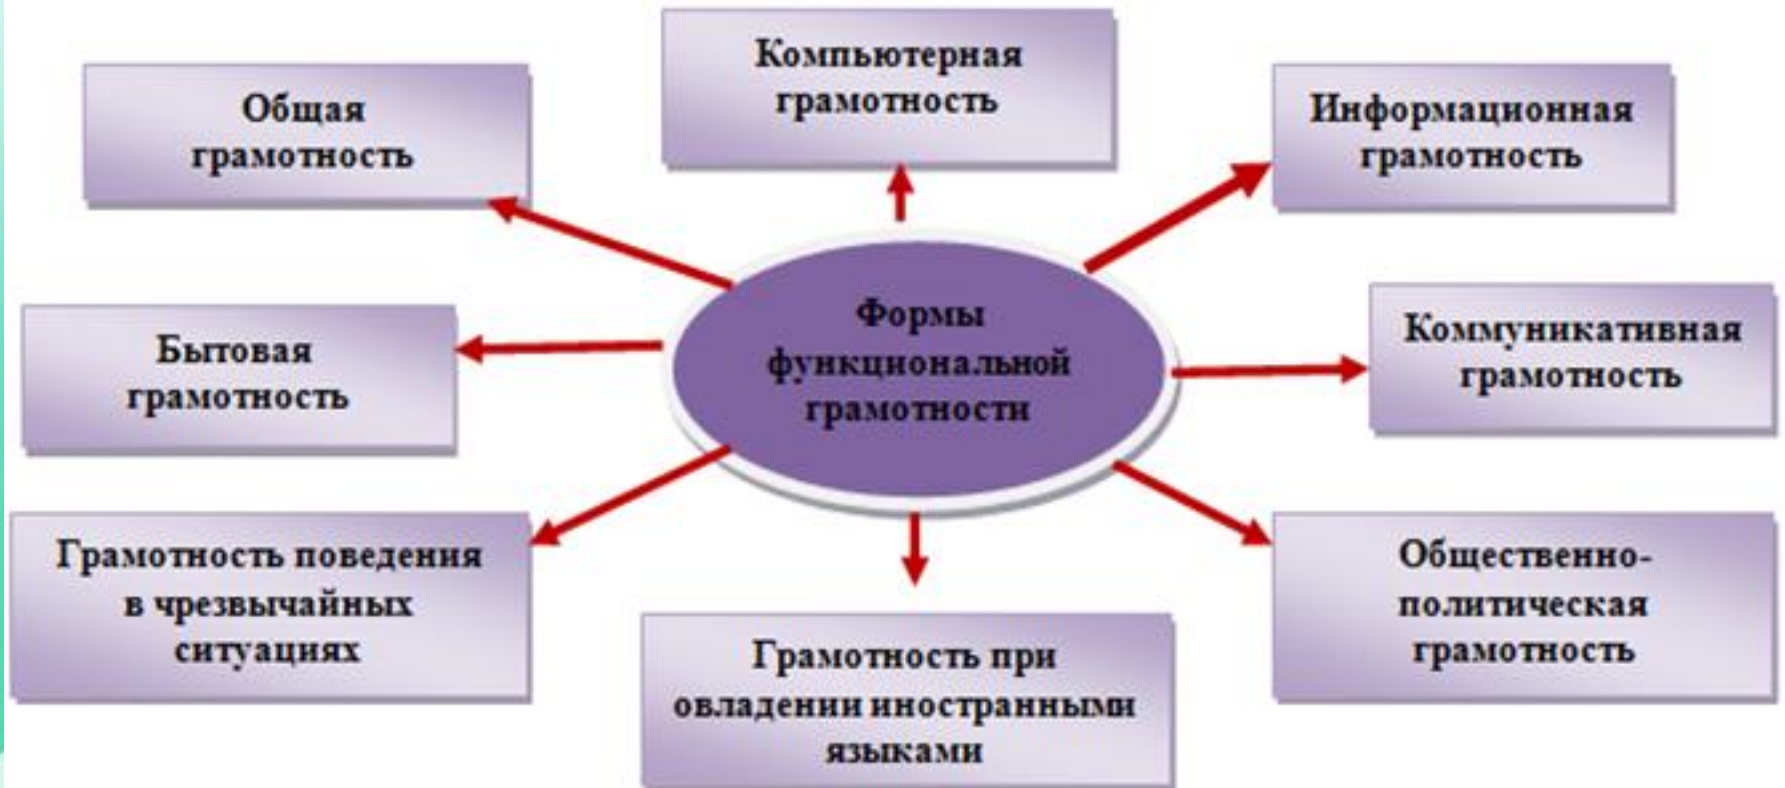 Компьютерная
грамотность
Общая
грамотность
Информационная
грамотность
Формы
функциональной
грамотности
Бытовая
грамотность
Коммуникативная
грамотность
Грамотность поведения
в чрезвычайных
ситуациях
Грамотность при
овладении иностранными
языками
Общественно-
политическая
грамотность